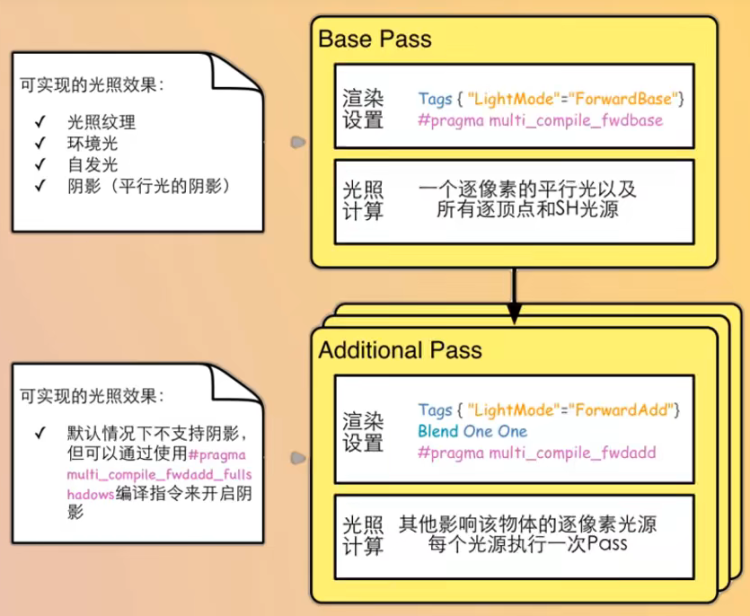 Base Pass
渲染
设置
Tags { "LightMode"="ForwardBase"}
#pragma multi_compile_fwdbase
光照
计算
一个逐像素的平行光以及
所有逐顶点和SH光源
可实现的光照效果：
✓ 光照纹理
✓ 环境光
✓ 自发光
✓ 阴影（平行光的阴影）
Additional Pass
渲染
设置
Tags { "LightMode"="ForwardAdd"}
Blend One One
#pragma multi_compile_fwdadd
光照
计算
其他影响该物体的逐像素光源
每个光源执行一次Pass
可实现的光照效果：
✓ 默认情况下不支持阴影，
但可以通过使用#pragma
multi_compile_fwdadd_fulls
hadows编译指令来开启阴
影